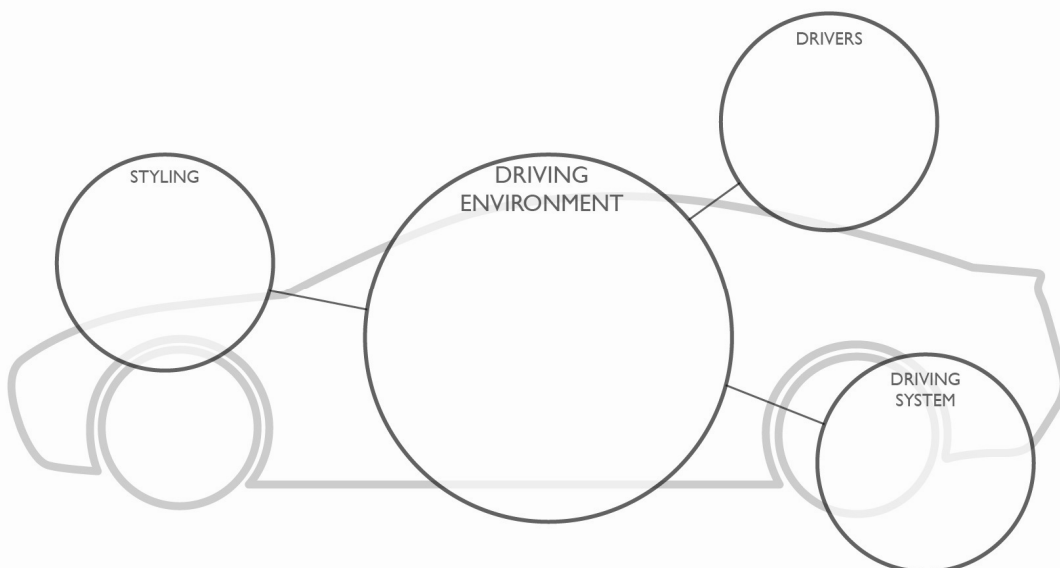 DRIVERS
STYLING
DRIVING
ENVIRONMENT
DRIVING
SYSTEM